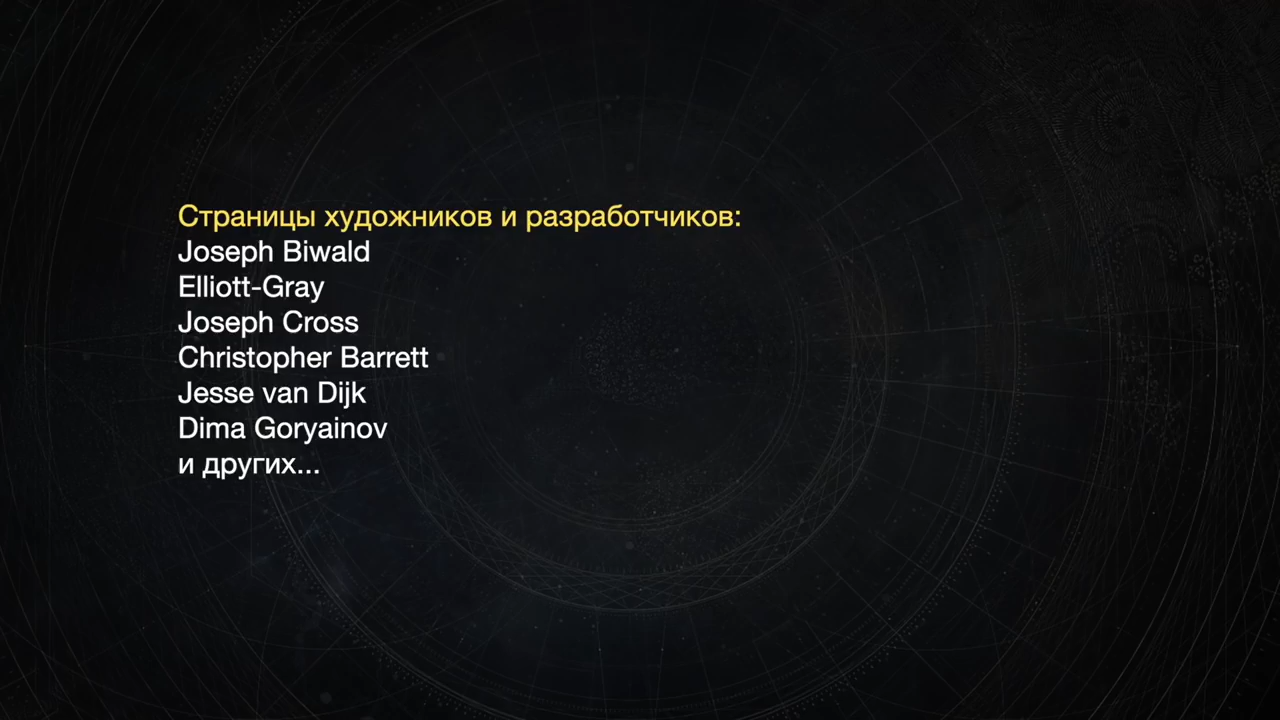 Страницы художников и разработчиков:
Joseph Biwald
Elliott-Gray
Joseph Cross
Christopher Barrett
Jesse van Dijk
Dima Goryainov
и других...